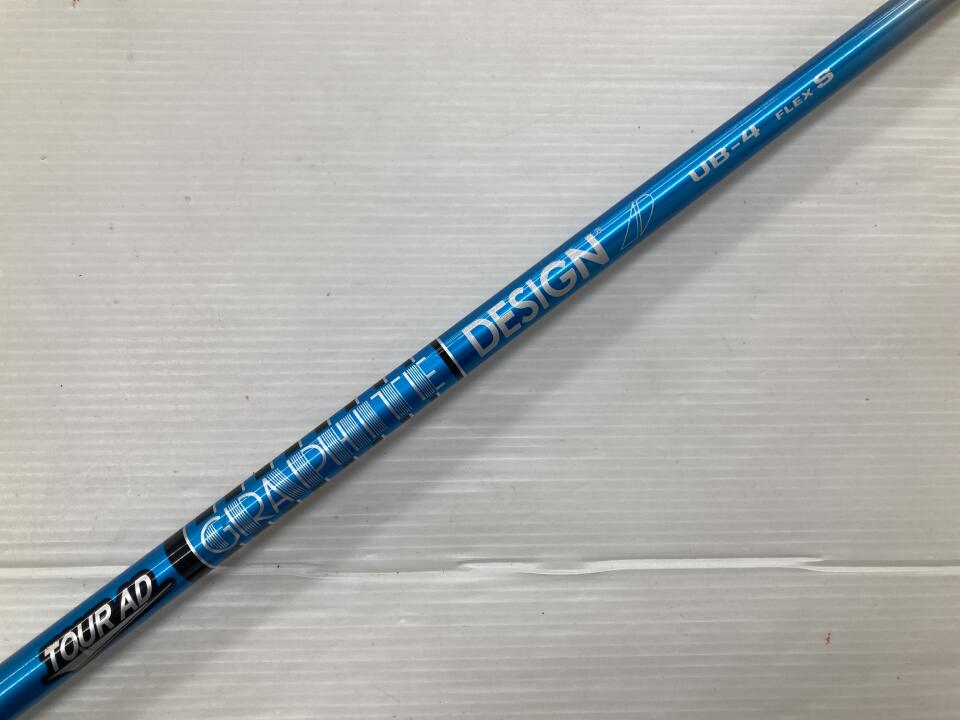 TOUR AD
GRAPHITE
DESIGN®
UB-4 FLEX S